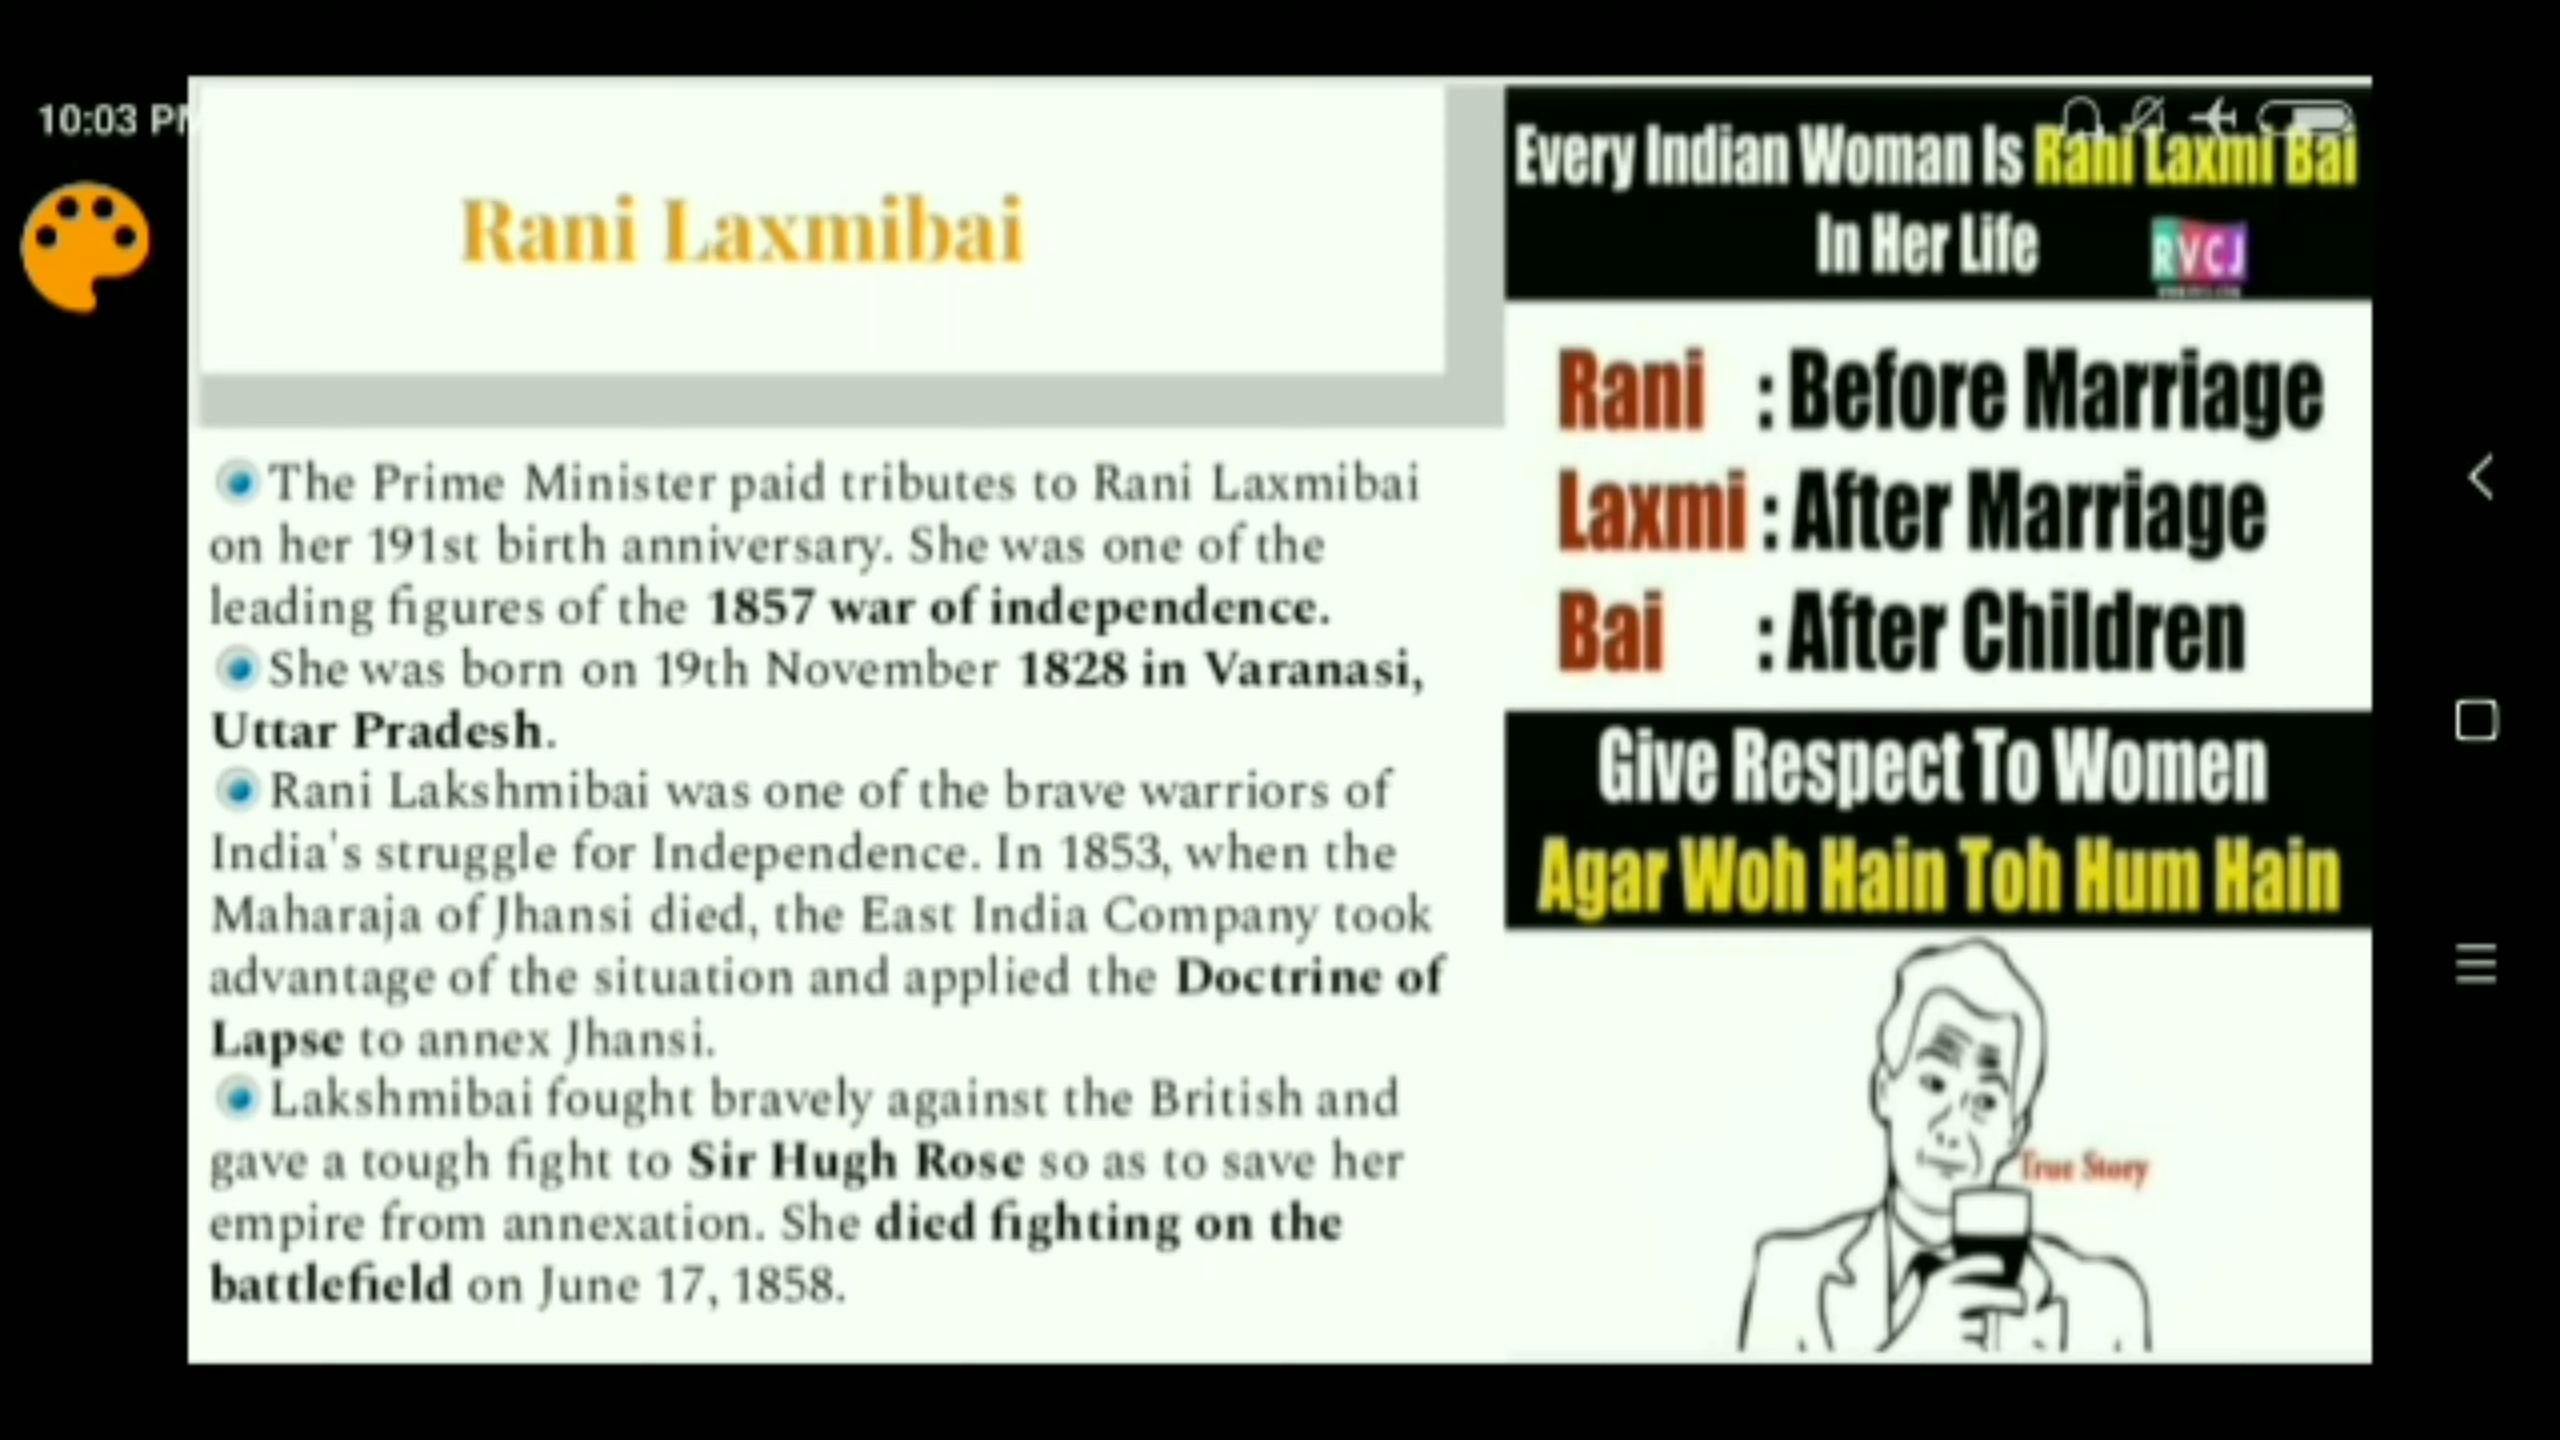 10:03 P
Rani Laxmibai
The Prime Minister paid tributes to Rani Laxmibai
on her 191st birth anniversary. She was one of the
leading figures of the 1857 war of independence.
She was born on 19th November 1828 in Varanasi,
Uttar Pradesh.
Rani Lakshmibai was one of the brave warriors of
India's struggle for Independence. In 1853, when the
Maharaja of Jhansi died, the East India Company took
advantage of the situation and applied the Doctrine of
Lapse to annex Jhansi.
Lakshmibai fought bravely against the British and
gave a tough fight to Sir Hugh Rose so as to save her
empire from annexation. She died fighting on the
battlefield on June 17, 1858.
Every Indian Woman Is Rani Laxmi Bai
In Her Life
RVCJ
Rani : Before Marriage
Laxmi : After Marriage
Bai : After Children
Give Respect To Women
Agar Woh Hain Toh Hum Hain
True Story